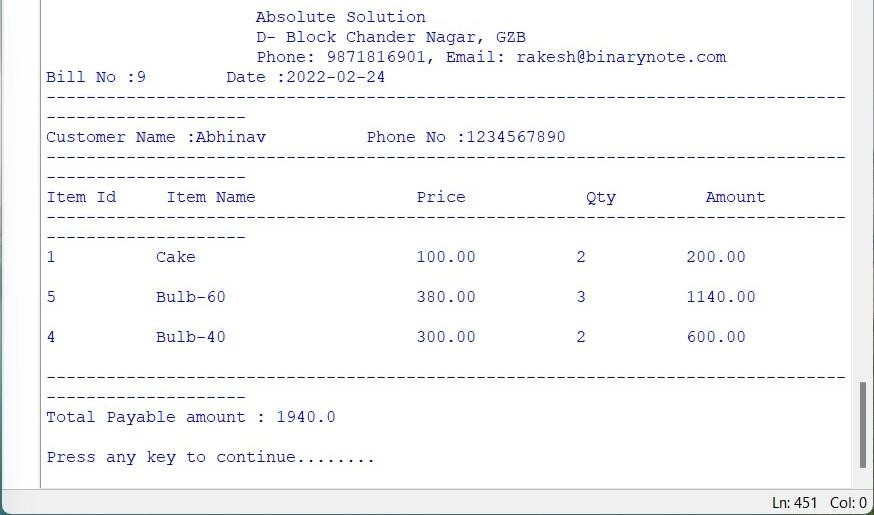 Absolute Solution
D- Block Chander Nagar, GZB
Phone: 9871816901, Email: rakesh@binarynote.com
Bill No :9 Date :2022-02-24
--------------------------------------------------------------------------------
--------------------
Customer Name :Abhinav Phone No :1234567890
--------------------------------------------------------------------------------
--------------------
Item Id Item Name Price Qty Amount
--------------------------------------------------------------------------------
--------------------
1 Cake 100.00 2 200.00
5 Bulb-60 380.00 3 1140.00
4 Bulb-40 300.00 2 600.00
--------------------------------------------------------------------------------
--------------------
Total Payable amount : 1940.0
Press any key to continue........
Ln: 451 Col: 0